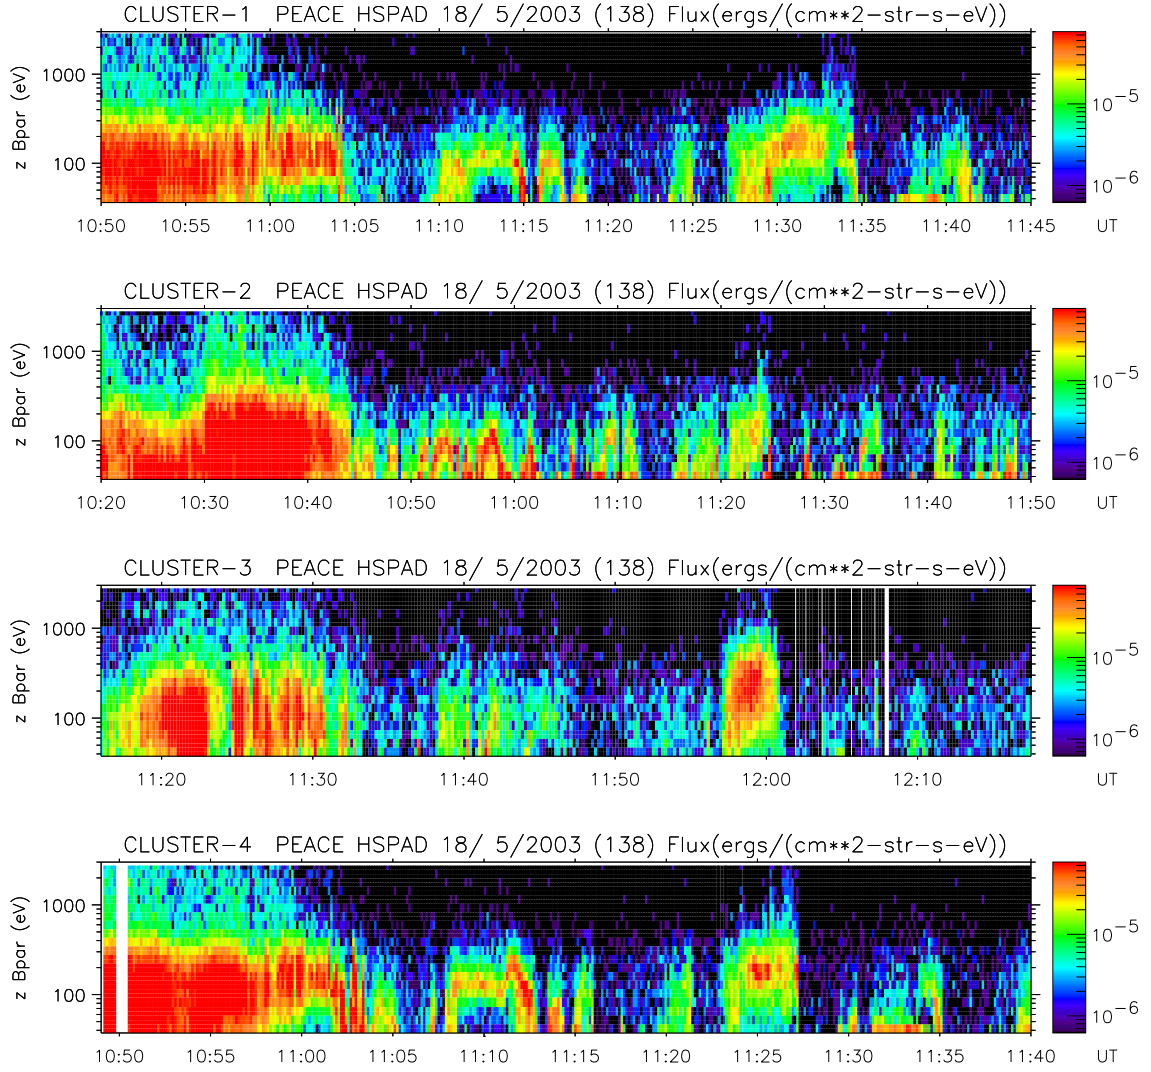 CLUSTER-1 PEACE HSPAD 18/ 5/2003 (138) Flux(ergs/(cm**2-str-s-eV))
z Bpar (eV)
1000
100
10-5
10-6
10:50 10:55 11:00 11:05 11:10 11:15 11:20 11:25 11:30 11:35 11:40 11:45 UT
CLUSTER-2 PEACE HSPAD 18/ 5/2003 (138) Flux(ergs/(cm**2-str-s-eV))
z Bpar (eV)
1000
100
10-5
10-6
10:20 10:30 10:40 10:50 11:00 11:10 11:20 11:30 11:40 11:50 UT
CLUSTER-3 PEACE HSPAD 18/ 5/2003 (138) Flux(ergs/(cm**2-str-s-eV))
z Bpar (eV)
1000
100
10-5
10-6
11:20 11:30 11:40 11:50 12:00 12:10 UT
CLUSTER-4 PEACE HSPAD 18/ 5/2003 (138) Flux(ergs/(cm**2-str-s-eV))
z Bpar (eV)
1000
100
10-5
10-6
10:50 10:55 11:00 11:05 11:10 11:15 11:20 11:25 11:30 11:35 11:40 UT